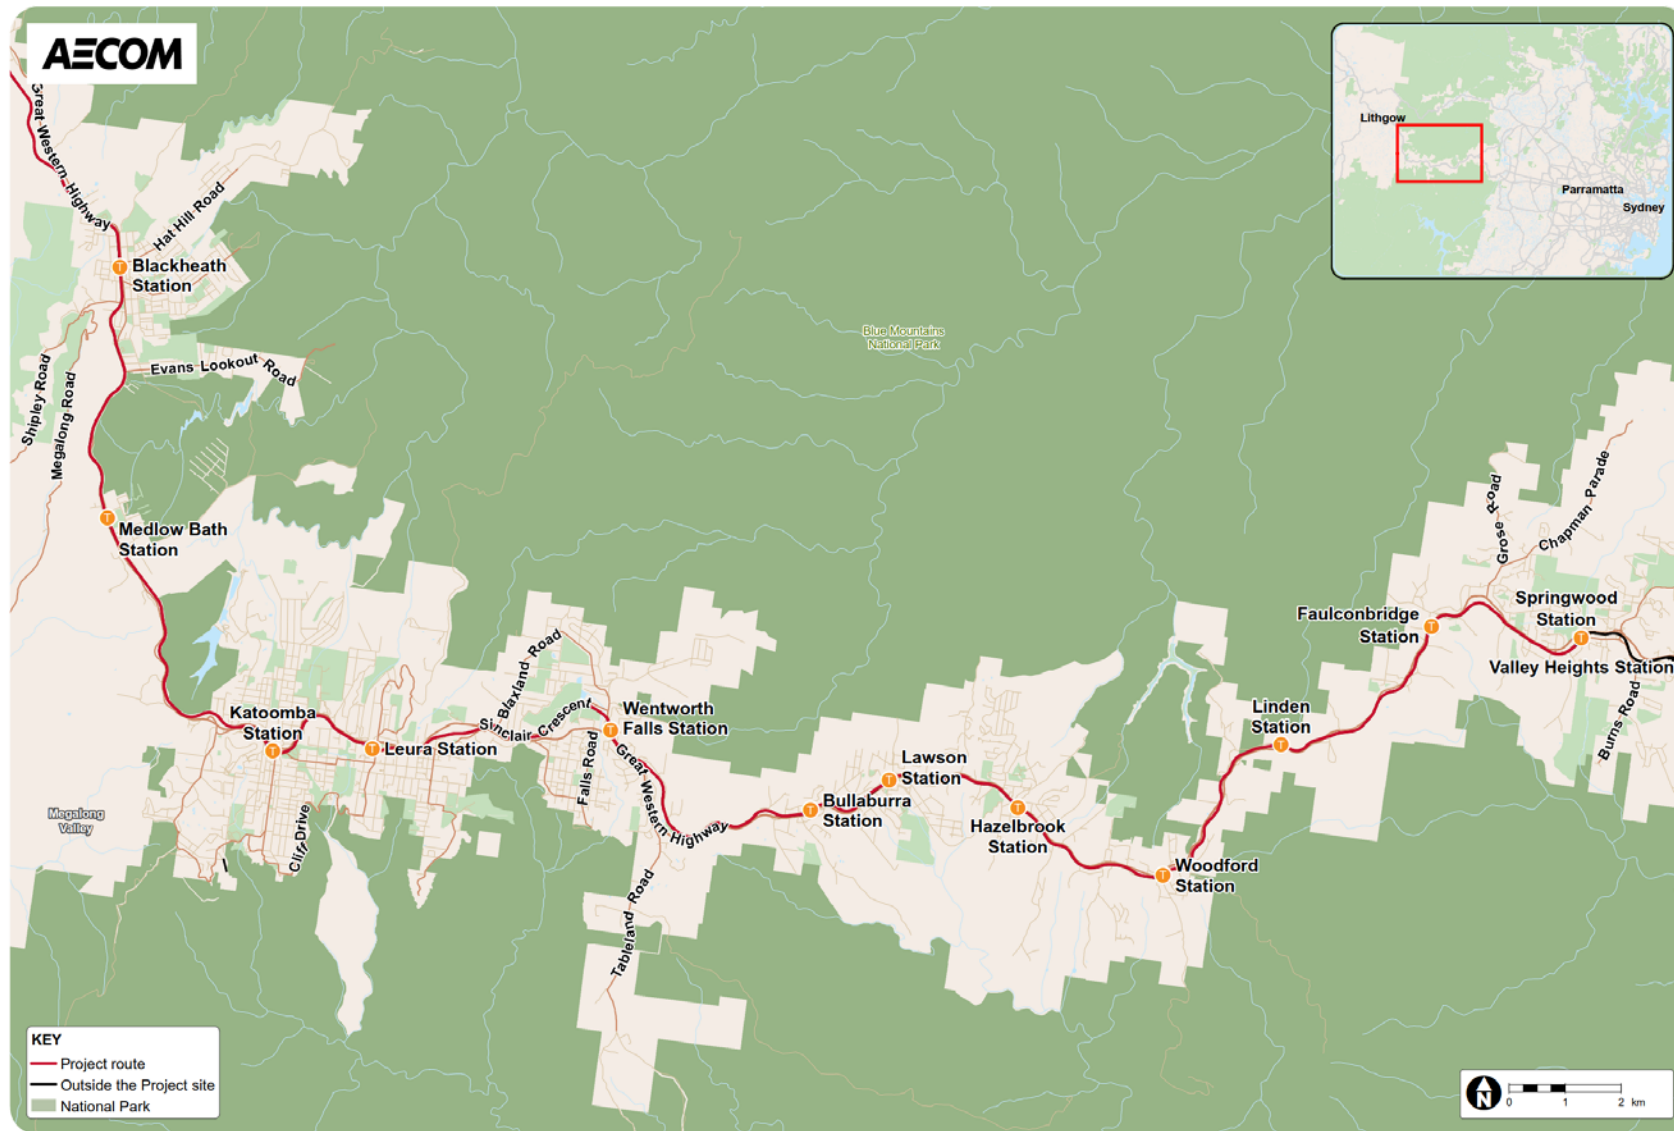 AECOM
Great Western Highway
Hat Hill Road
Blackheath
Station
Evans Lookout Road
Shipley Road
Megalong Road
Medlow Bath
Station
Blue Mountains
National Park
Lithgow
Parramatta
Sydney
Grose Road
Chapman Parade
Springwood
Station
Faulconbridge
Station
Valley Heights Station
Burns Road
Katoomba
Station
Leura Station
Blaxland Road
Sinclair Crescent
Wentworth
Falls Station
Falls Road
Great Western Highway
Linden
Station
Lawson
Station
Bullaburra
Station
Hazelbrook
Station
Woodford
Station
Megalong
Valley
Cliff Drive
Tableland Road
KEY
Project route
Outside the Project site
National Park
N
0 1 2 km
T
T
T
T
T
T
T
T
T
T
T
T